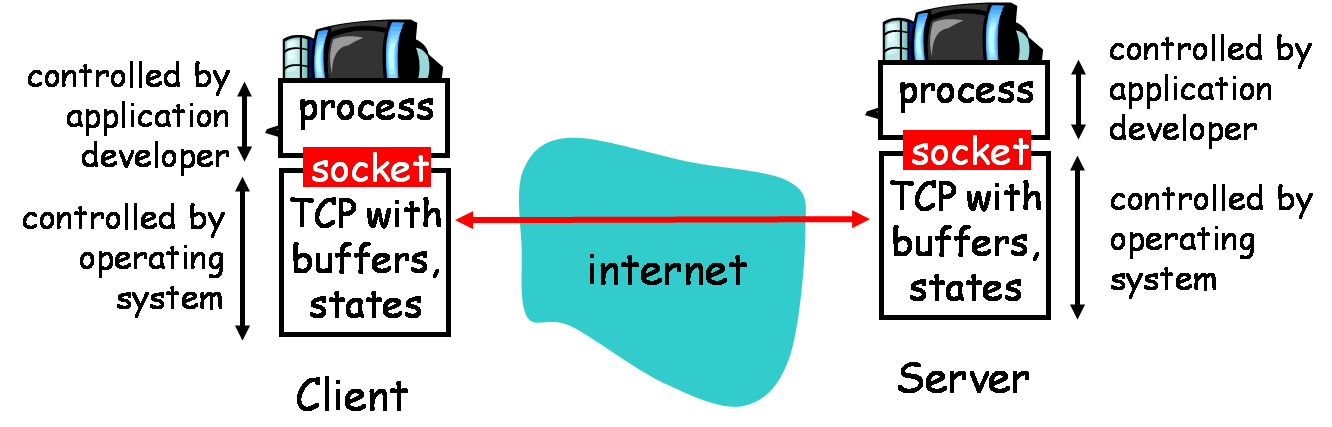 controlled by
application
developer
process
socket
controlled by
operating
system
TCP with
buffers,
states
Client
internet
process
controlled by
application
developer
socket
TCP with
buffers,
states
controlled by
operating
system
Server